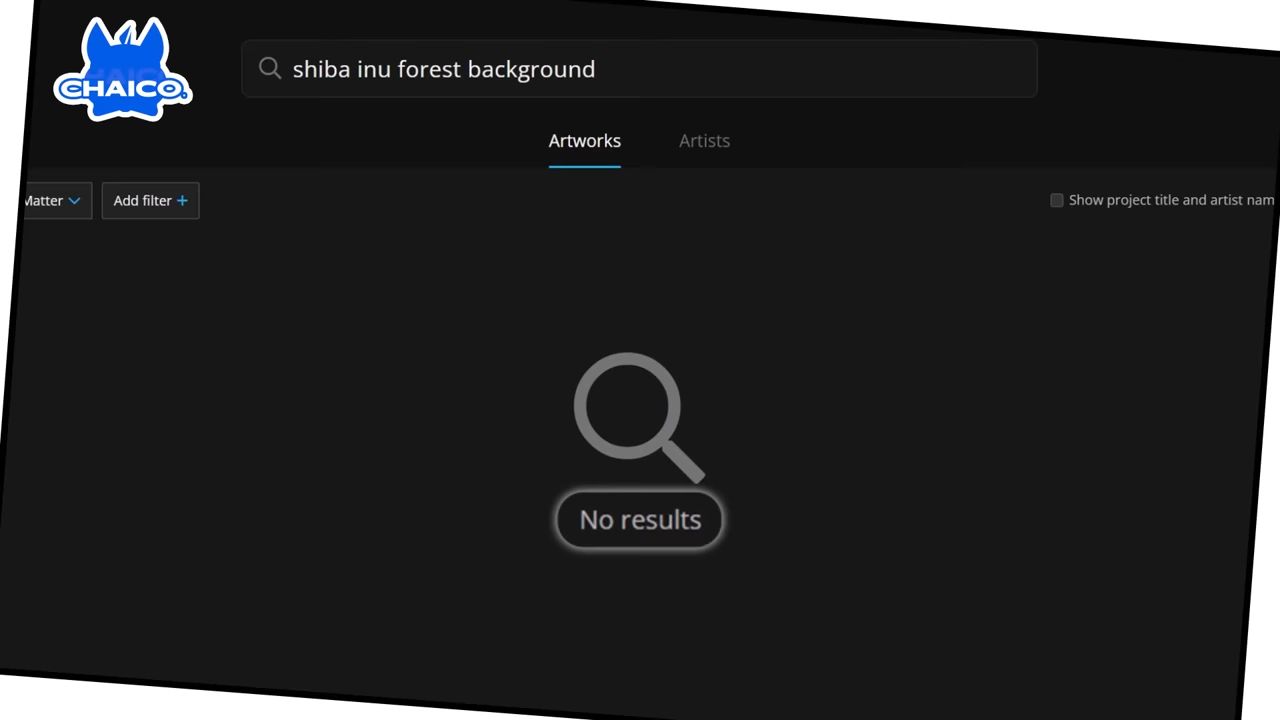 CHAICO.
shiba inu forest background
Artworks
Artists
Matter
Add filter +
Show project title and artist nam
No results